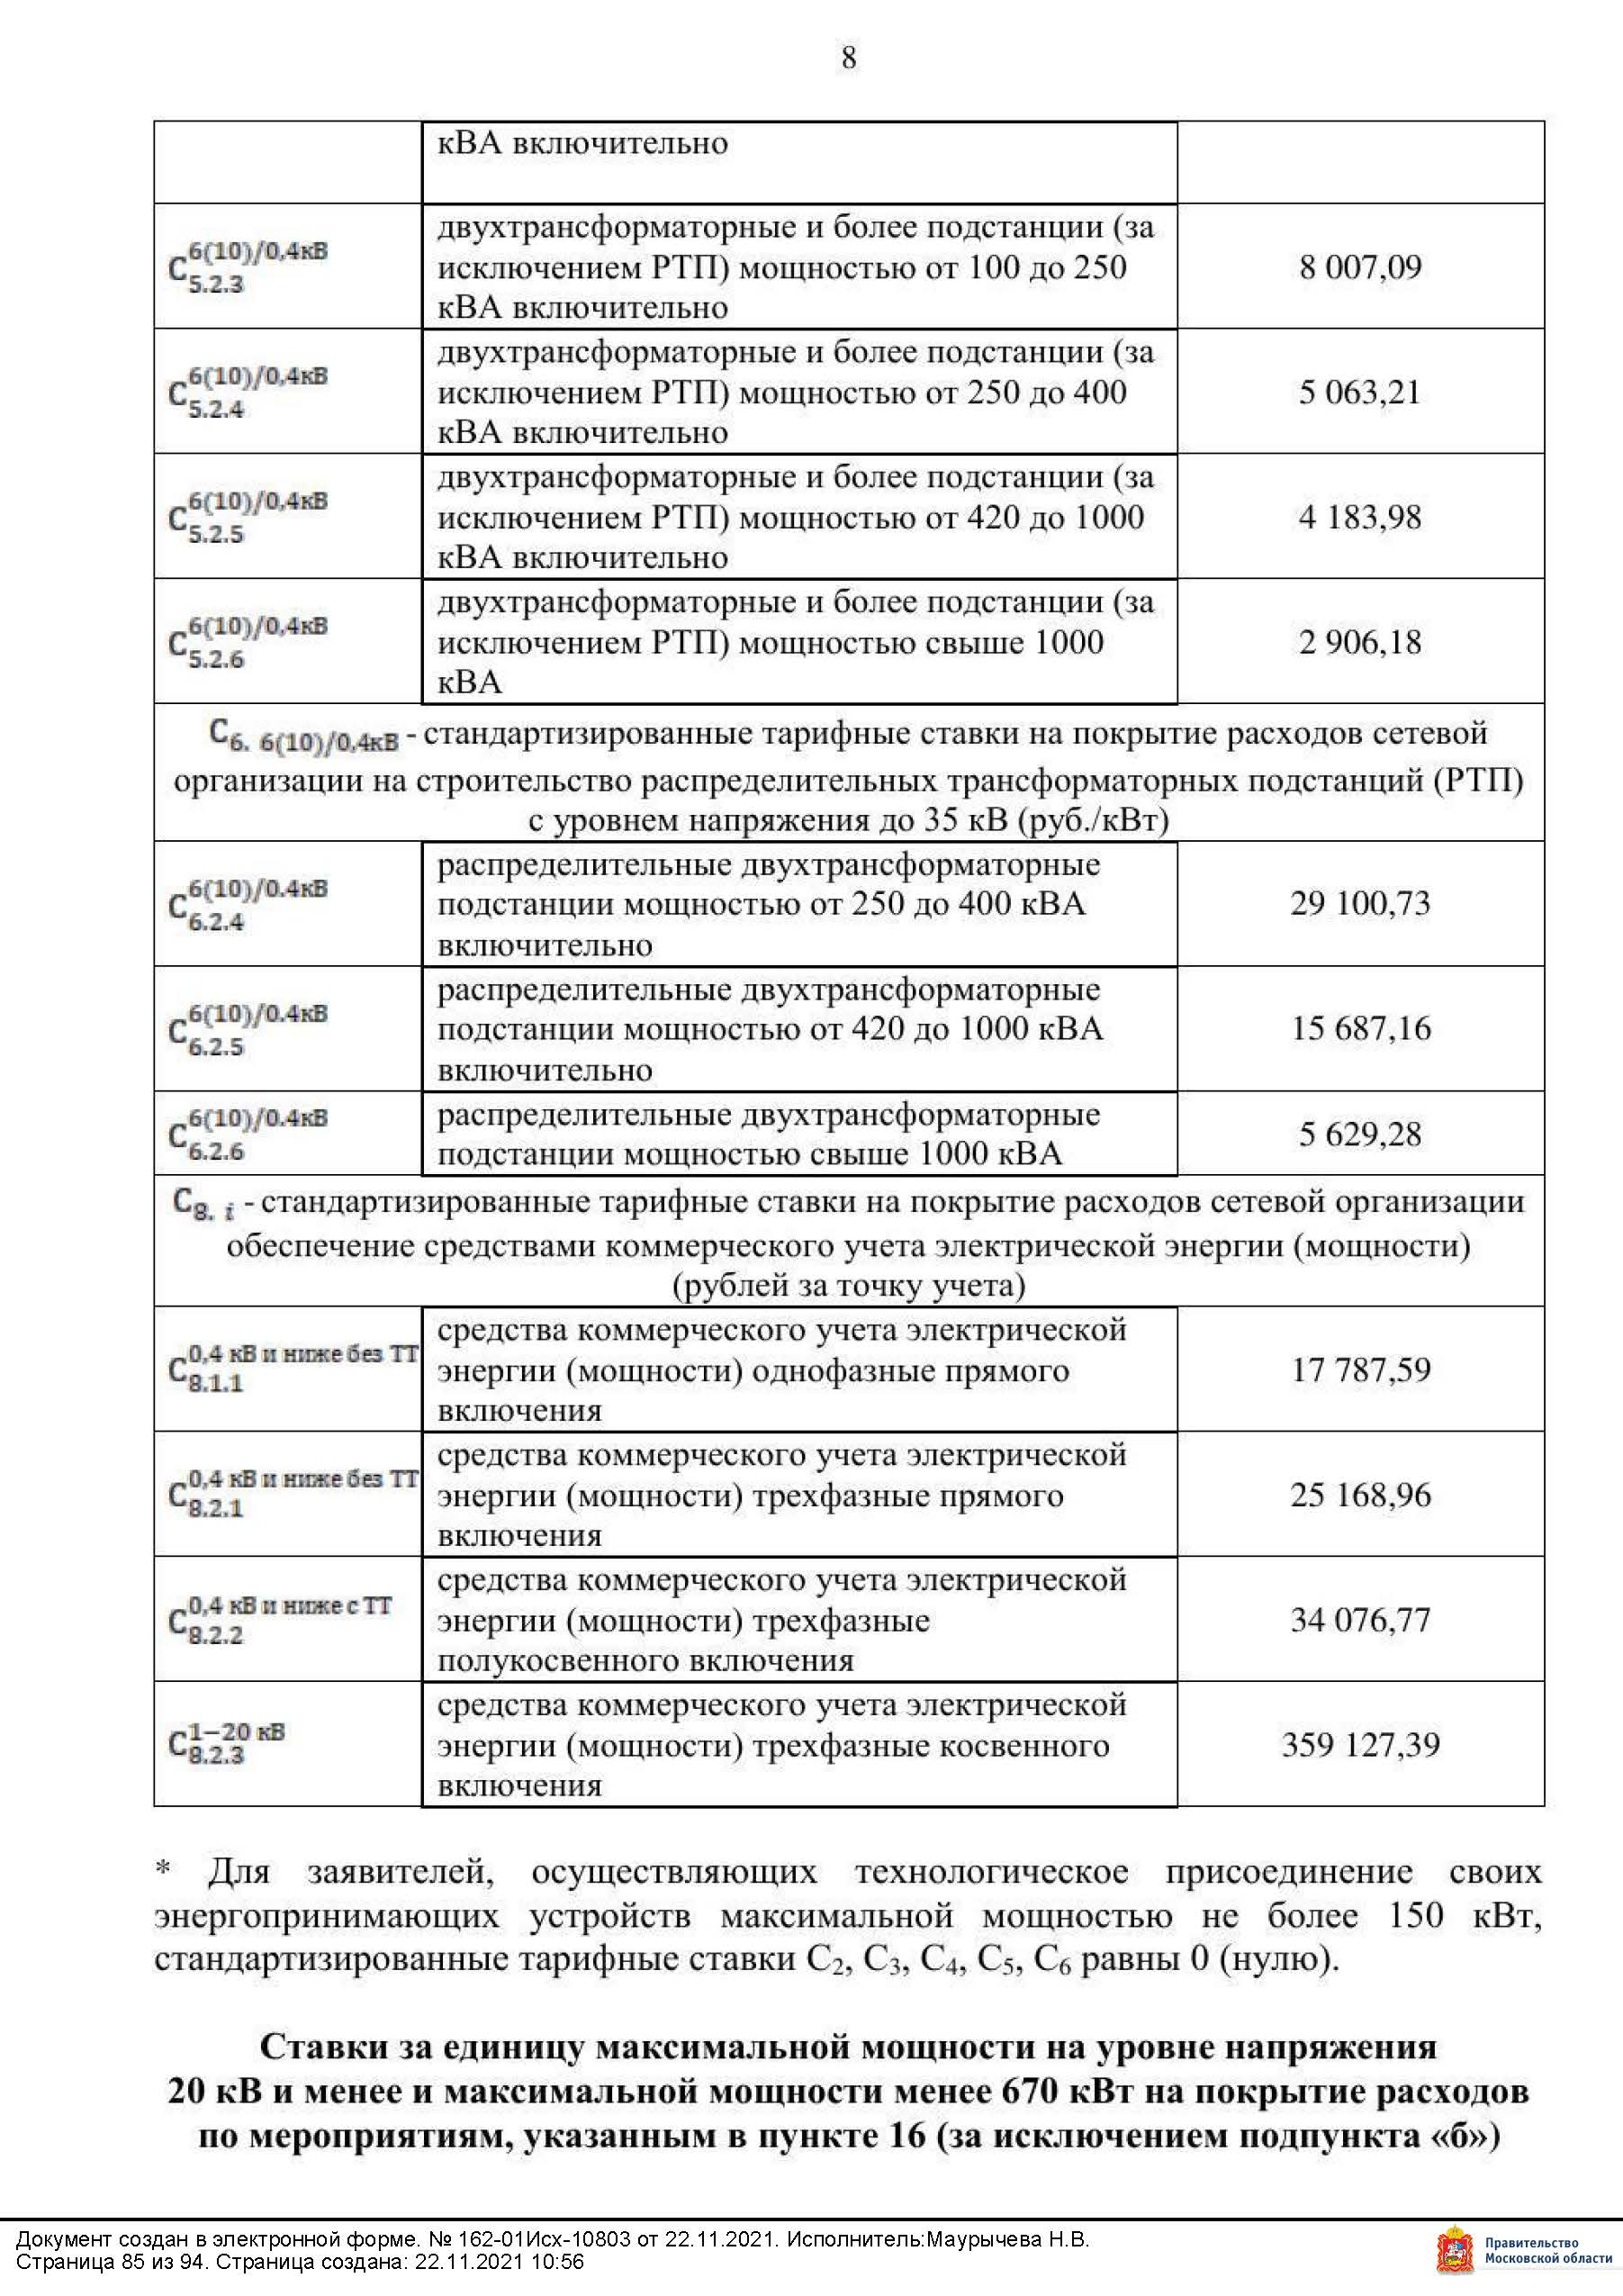 8
кВА включительно
C 6(10)/0,4кВ 5.2.3
двухтрансформаторные и более подстанции (за
исключением РТП) мощностью от 100 до 250
кВА включительно
8 007,09
C 6(10)/0,4кВ 5.2.4
двухтрансформаторные и более подстанции (за
исключением РТП) мощностью от 250 до 400
кВА включительно
5 063,21
C 6(10)/0,4кВ 5.2.5
двухтрансформаторные и более подстанции (за
исключением РТП) мощностью от 420 до 1000
кВА включительно
4 183,98
C 6(10)/0,4кВ 5.2.6
двухтрансформаторные и более подстанции (за
исключением РТП) мощностью свыше 1000
кВА
2 906,18
C6. 6(10)/0,4кВ - стандартизированные тарифные ставки на покрытие расходов сетевой
организации на строительство распределительных трансформаторных подстанций (РТП)
с уровнем напряжения до 35 кВ (руб./кВт)
C 6(10)/0.4кВ 6.2.4
распределительные двухтрансформаторные
подстанции мощностью от 250 до 400 кВА
включительно
29 100,73
C 6(10)/0.4кВ 6.2.5
распределительные двухтрансформаторные
подстанции мощностью от 420 до 1000 кВА
включительно
15 687,16
C 6(10)/0.4кВ 6.2.6
распределительные двухтрансформаторные
подстанции мощностью свыше 1000 кВА
5 629,28
C8. i - стандартизированные тарифные ставки на покрытие расходов сетевой организации
обеспечение средствами коммерческого учета электрической энергии (мощности)
(рублей за точку учета)
C 0,4 кВ и ниже без ТТ 8.1.1
средства коммерческого учета электрической
энергии (мощности) однофазные прямого
включения
17 787,59
C 0,4 кВ и ниже без ТТ 8.2.1
средства коммерческого учета электрической
энергии (мощности) трехфазные прямого
включения
25 168,96
C 0,4 кВ и ниже с ТТ 8.2.2
средства коммерческого учета электрической
энергии (мощности) трехфазные
полукосвенного включения
34 076,77
C 1−20 кВ 8.2.3
средства коммерческого учета электрической
энергии (мощности) трехфазные косвенного
включения
359 127,39
* Для заявителей, осуществляющих технологическое присоединение своих
энергопринимающих устройств максимальной мощностью не более 150 кВт,
стандартизированные тарифные ставки С2, С3, С4, С5, С6 равны 0 (нулю).
Ставки за единицу максимальной мощности на уровне напряжения
20 кВ и менее и максимальной мощности менее 670 кВт на покрытие расходов
по мероприятиям, указанным в пункте 16 (за исключением подпункта «б»)
Документ создан в электронной форме. № 162-01Исх-10803 от 22.11.2021. Исполнитель:Маурычева Н.В.
Страница 85 из 94. Страница создана: 22.11.2021 10:56
Правительство
Московской области